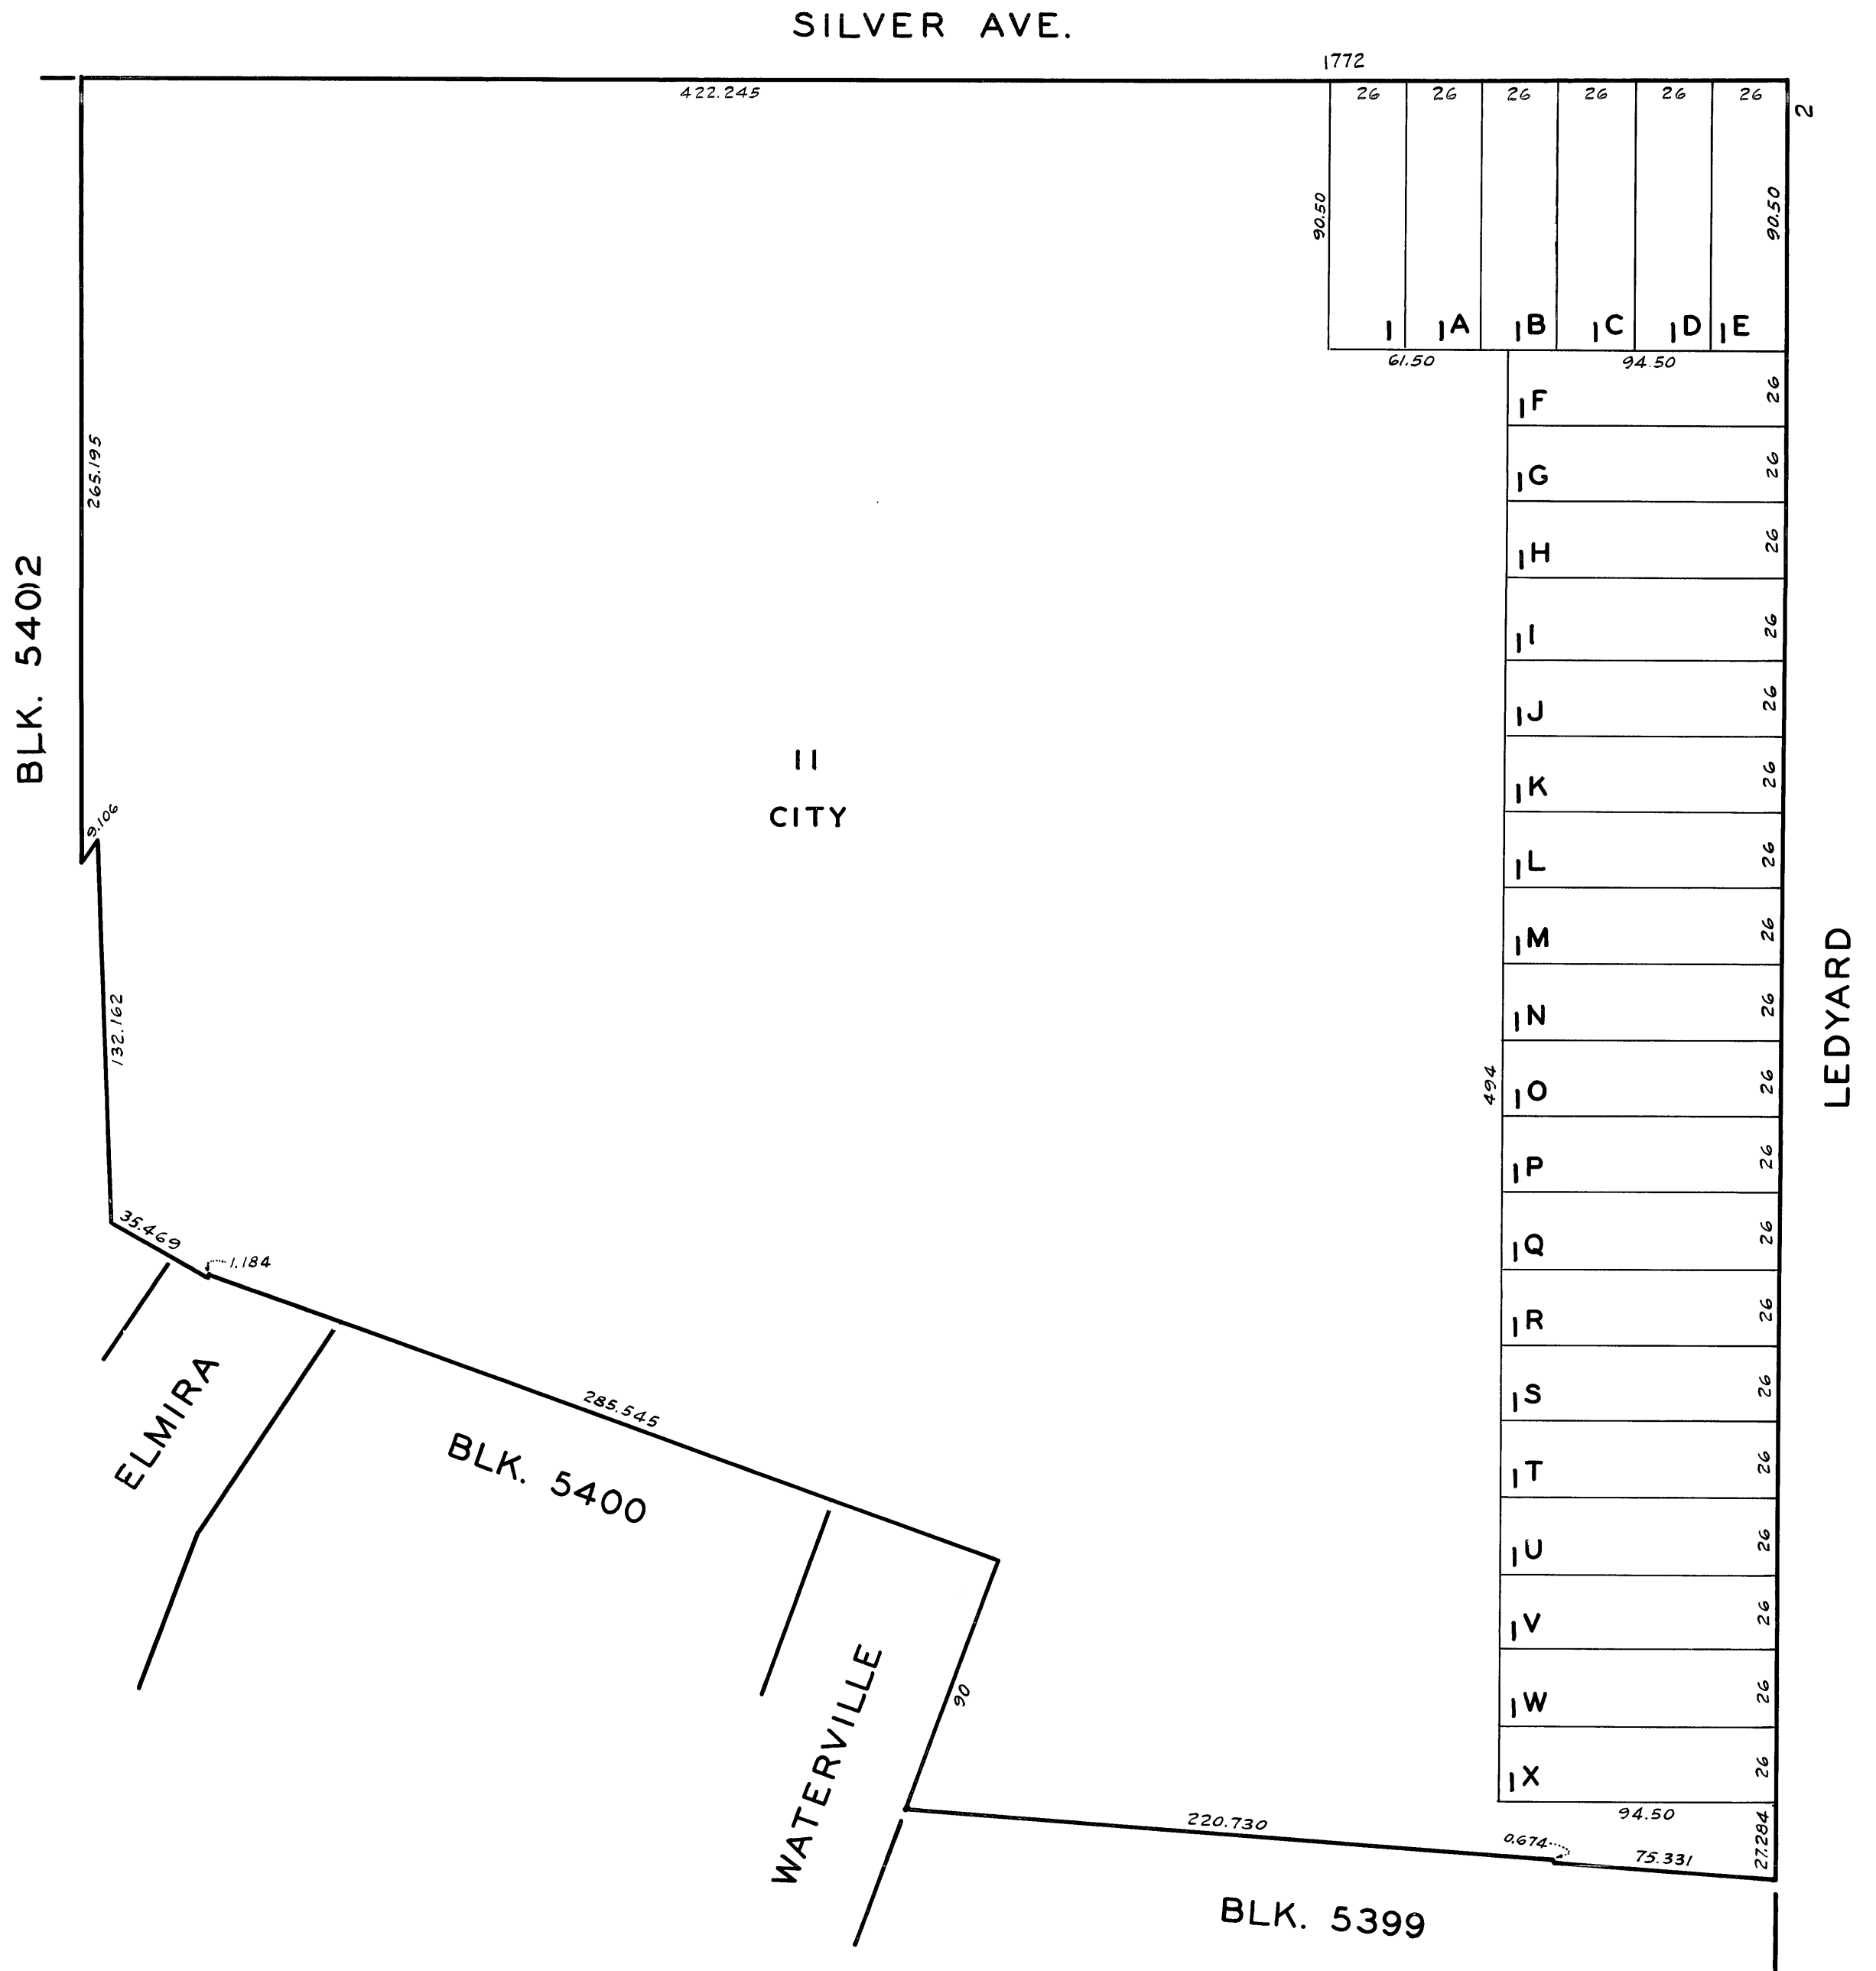 SILVER AVE.
1772
422.245
26 26 26 26 26 26
2
90.50
90.50
1 1A 1B 1C 1D 1E
61.50 94.50
1F 26
1G 26
1H 26
1I 26
1J 26
1K 26
1L 26
1M 26
1N 26
1O 26
1P 26
1Q 26
1R 26
1S 26
1T 26
1U 26
1V 26
1W 26
1X 26
94.50
494
27.284
LEDYARD
265.195
BLK.
9.106
11
CITY
132.162
35.469
1.184
285.545
ELMIRA
BLK. 5400
WATERVILLE
90
220.730
0.674
75.331
BLK. 5399